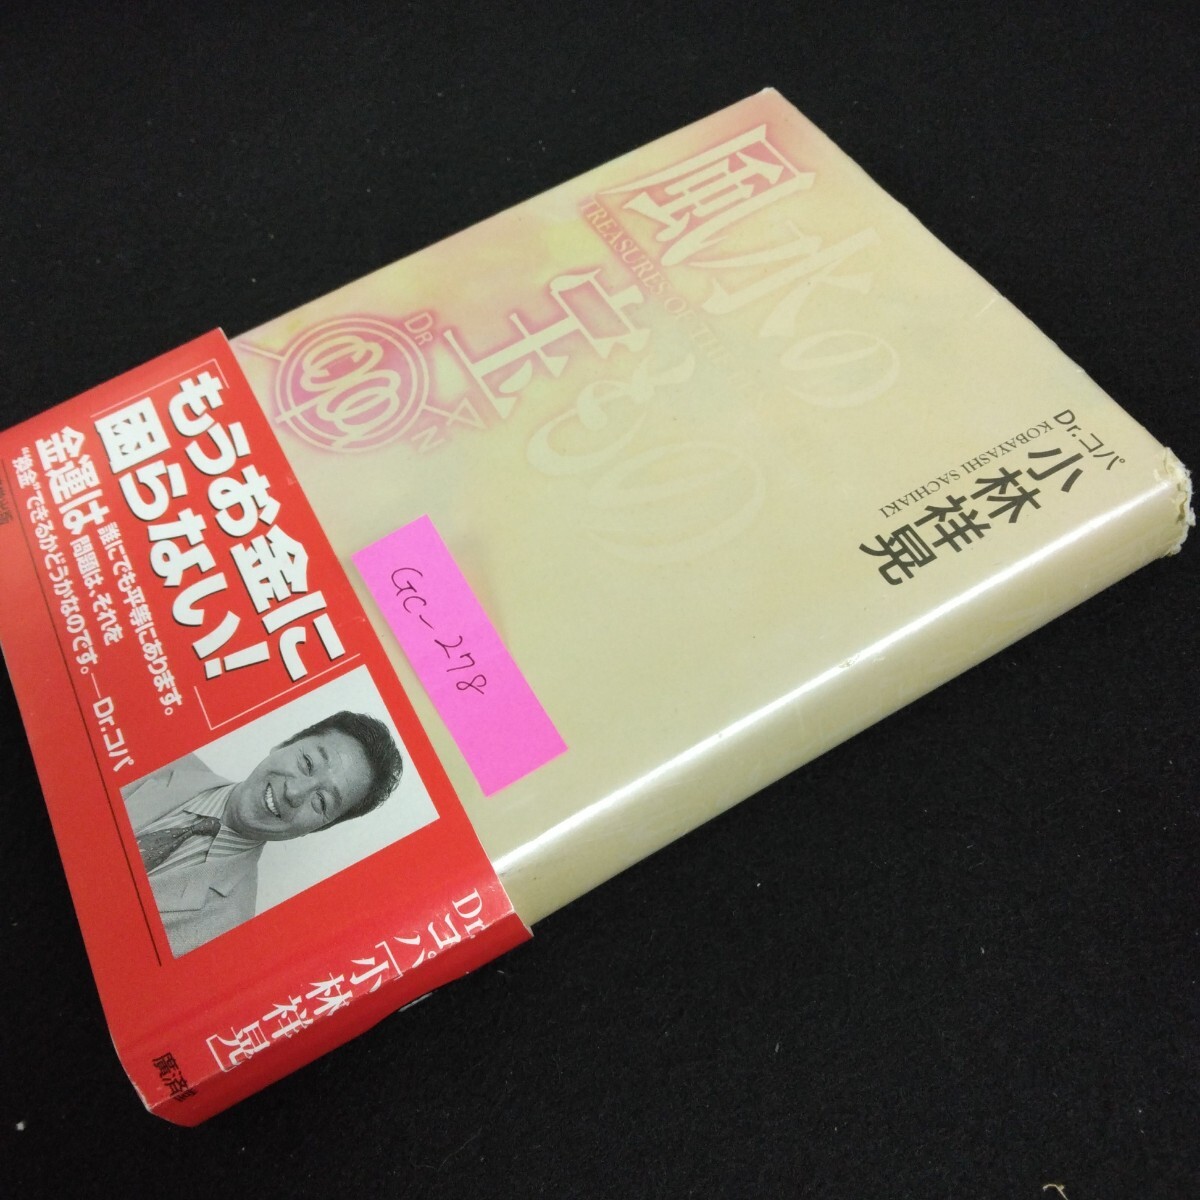 風水の
宝もの
TREASURES OF THE
DR
Dr.コパ
小林祥晃
KOBAYASHI SACHIAKI
GC-278
もうお金に
困らない!
金運は
誰にでも平等にあります。
問題は、それを
"換金"できるかどうかなのです。―Dr.コパ
Dr.コパ「小林祥晃」
廣済